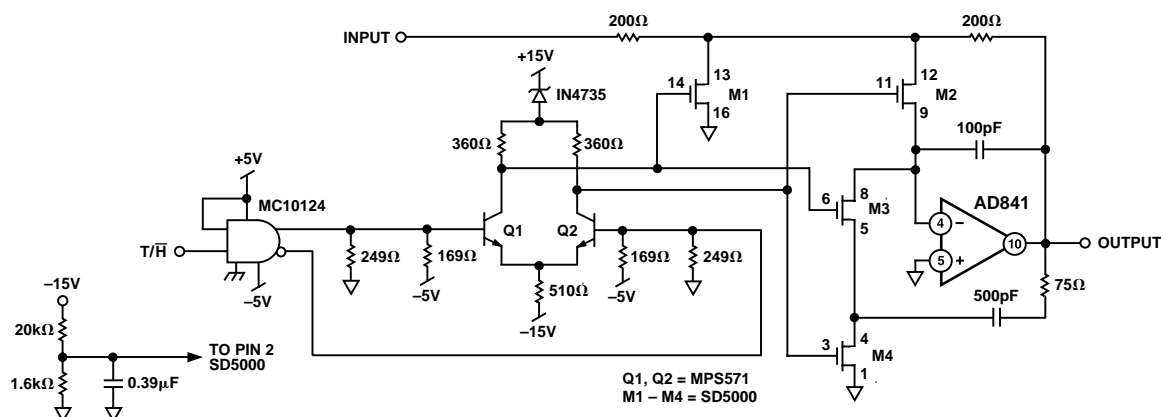 200Ω
200Ω
INPUT
+15V
13
12
14
11
IN4735
M1
M2
16
9
360Ω
360Ω
100pF
+5V
6
8
AD841
MC10124
M3
4
−
Q1
Q2
5
10
OUTPUT
T/H̅
5
+
249Ω
169Ω
169Ω
249Ω
75Ω
–5V
–5V
510Ω
–5V
500pF
–15V
–15V
20kΩ
TO PIN 2
SD5000
3
4
M4
1.6kΩ
0.39μF
1
Q1, Q2 = MPS571
M1 – M4 = SD5000